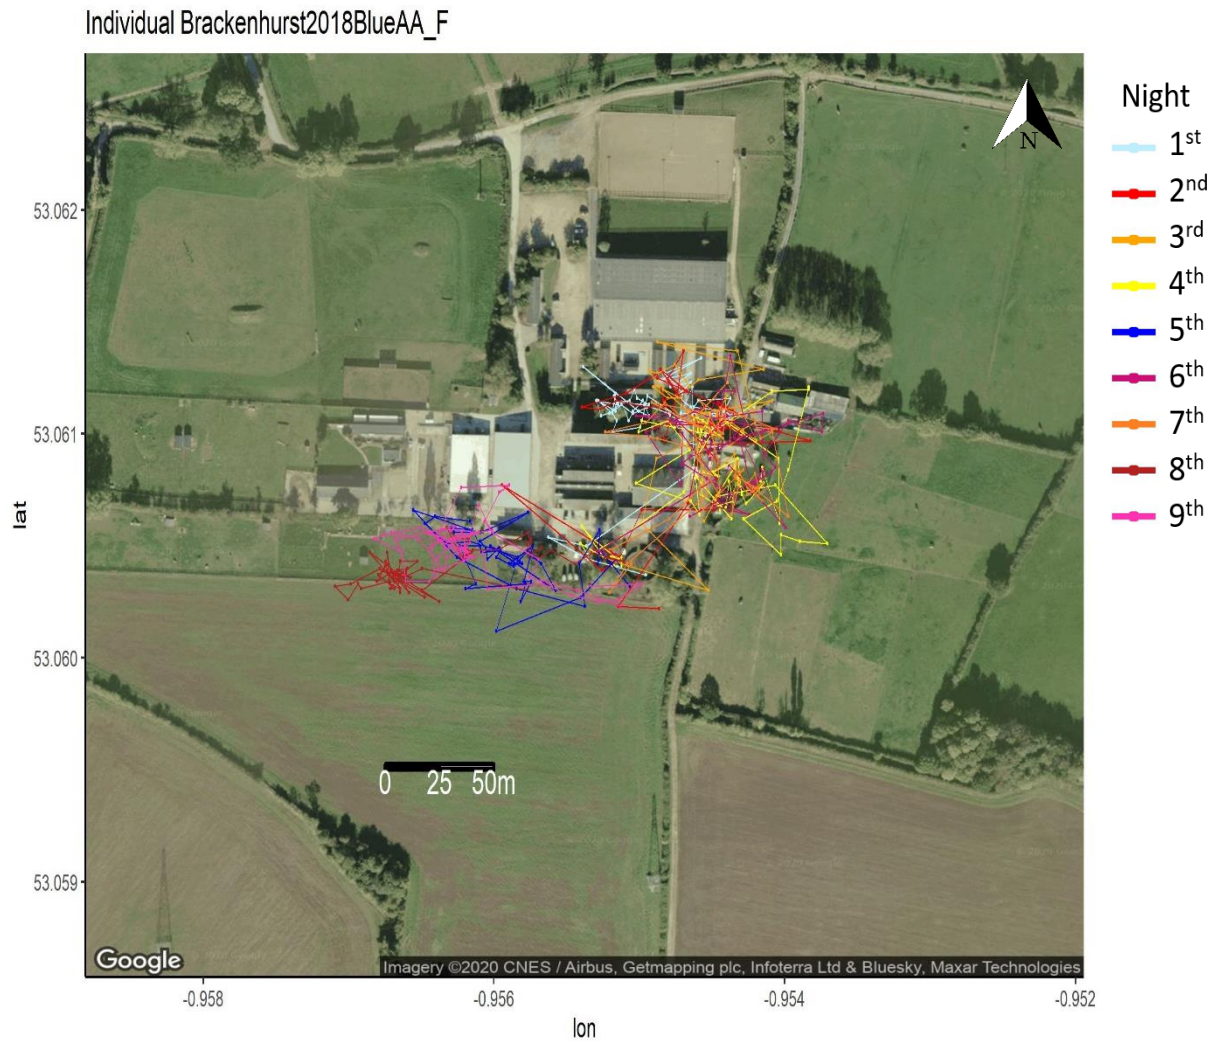 Individual Brackenhurst2018BlueAA_F
Night
1st
2nd
3rd
4th
5th
6th
7th
8th
9th
N
53.062
53.061
53.060
53.059
lat
0 25 50m
Google
Imagery ©2020 CNES / Airbus, Getmapping plc, Infoterra Ltd & Bluesky, Maxar Technologies
-0.958 -0.956 -0.954 -0.952
lon